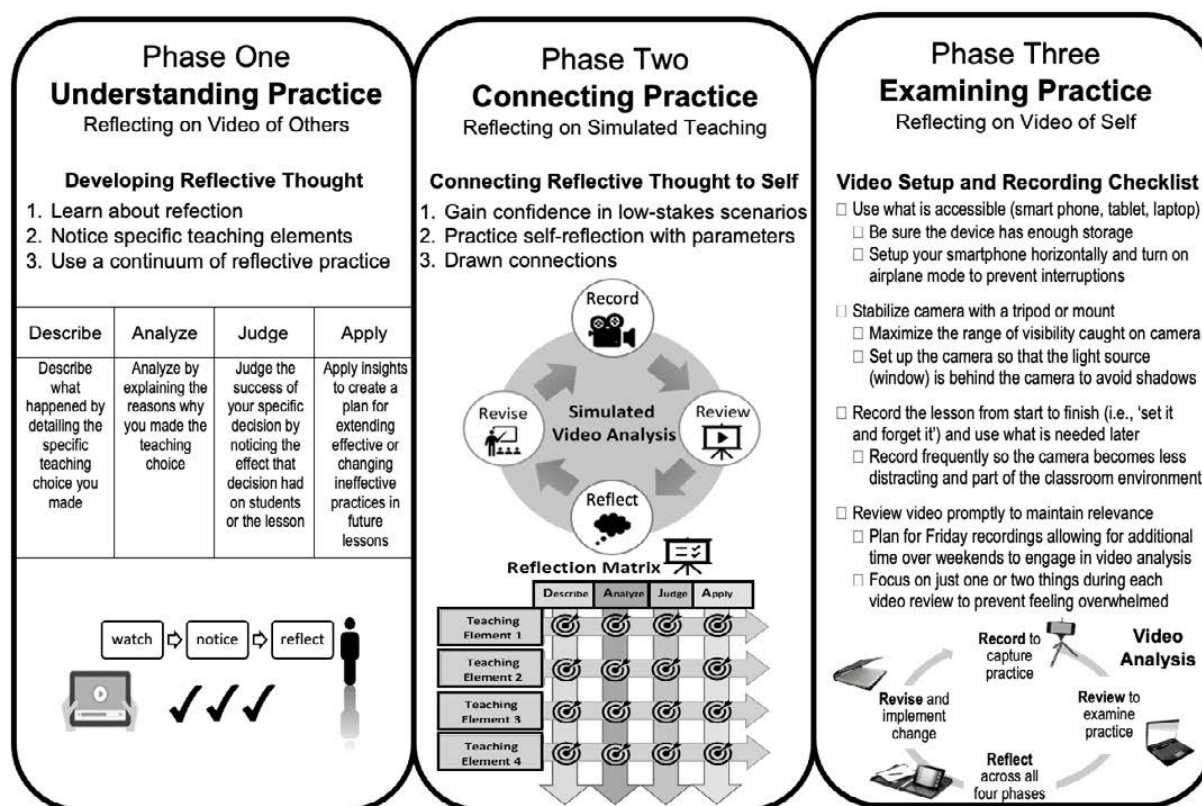 Phase One
Understanding Practice
Reflecting on Video of Others
Developing Reflective Thought
1. Learn about refection
2. Notice specific teaching elements
3. Use a continuum of reflective practice
Describe
Analyze
Judge
Apply
Describe
what
happened by
detailing the
specific
teaching
choice you
made
Analyze by
explaining the
reasons why
you made the
teaching
choice
Judge the
success of
your specific
decision by
noticing the
effect that
decision had
on students
or the lesson
Apply insights
to create a
plan for
extending
effective or
changing
ineffective
practices in
future
lessons
watch
notice
reflect
Phase Two
Connecting Practice
Reflecting on Simulated Teaching
Connecting Reflective Thought to Self
1. Gain confidence in low-stakes scenarios
2. Practice self-reflection with parameters
3. Drawn connections
Record
Revise
Simulated
Video Analysis
Review
Reflect
Reflection Matrix
Describe
Analyze
Judge
Apply
Teaching
Element 1
Teaching
Element 2
Teaching
Element 3
Teaching
Element 4
Phase Three
Examining Practice
Reflecting on Video of Self
Video Setup and Recording Checklist
□ Use what is accessible (smart phone, tablet, laptop)
□ Be sure the device has enough storage
□ Setup your smartphone horizontally and turn on
airplane mode to prevent interruptions
□ Stabilize camera with a tripod or mount
□ Maximize the range of visibility caught on camera
□ Set up the camera so that the light source
(window) is behind the camera to avoid shadows
□ Record the lesson from start to finish (i.e., 'set it
and forget it') and use what is needed later
□ Record frequently so the camera becomes less
distracting and part of the classroom environment
□ Review video promptly to maintain relevance
□ Plan for Friday recordings allowing for additional
time over weekends to engage in video analysis
□ Focus on just one or two things during each
video review to prevent feeling overwhelmed
Record to
capture
practice
Video
Analysis
Revise and
implement
change
Review to
examine
practice
Reflect
across all
four phases